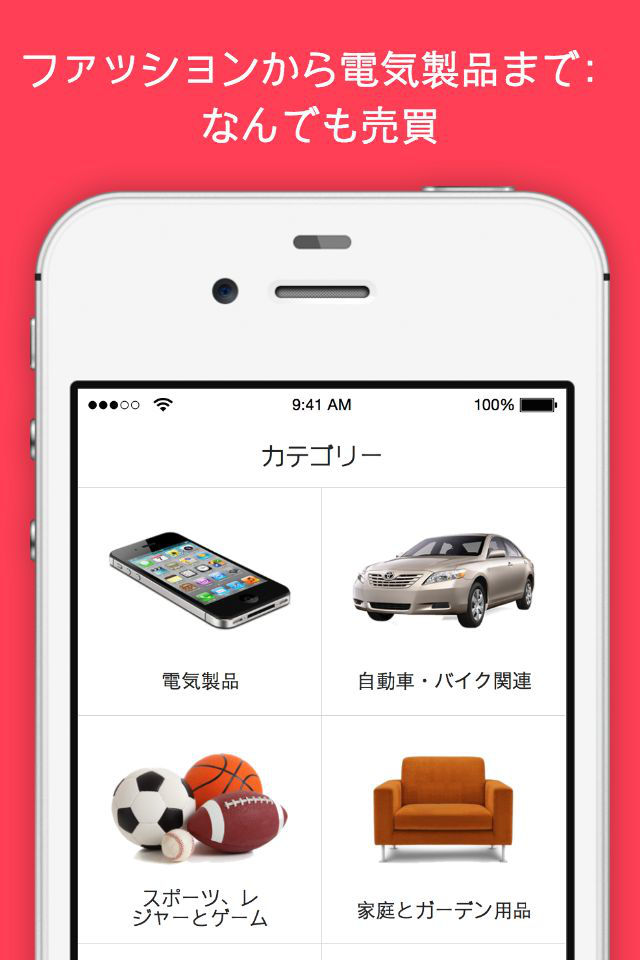 ファッションから電気製品まで:
なんでも売買
9:41 AM
100%
カテゴリー
電気製品
自動車・バイク関連
スポーツ、レ
ジャーとゲーム
家庭とガーデン用品